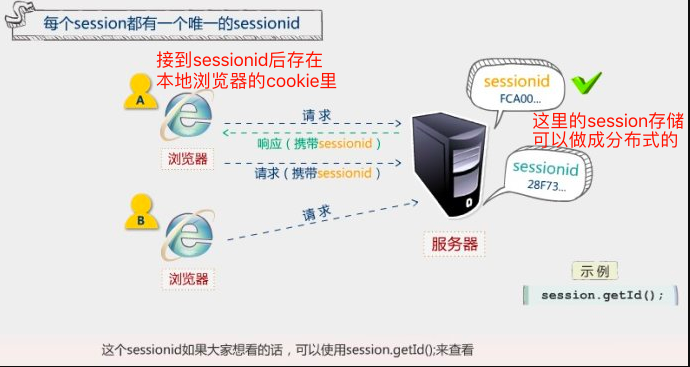 每个session都有一个唯一的sessionid
接到sessionid后存在
本地浏览器的cookie里
A
浏览器
请求
响应（携带sessionid）
请求（携带sessionid）
sessionid
FCA00...
这里的session存储
可以做成分布式的
sessionid
28F73...
B
浏览器
请求
服务器
示例
session.getId();
这个sessionid如果大家想看的话，可以使用session.getId();来查看